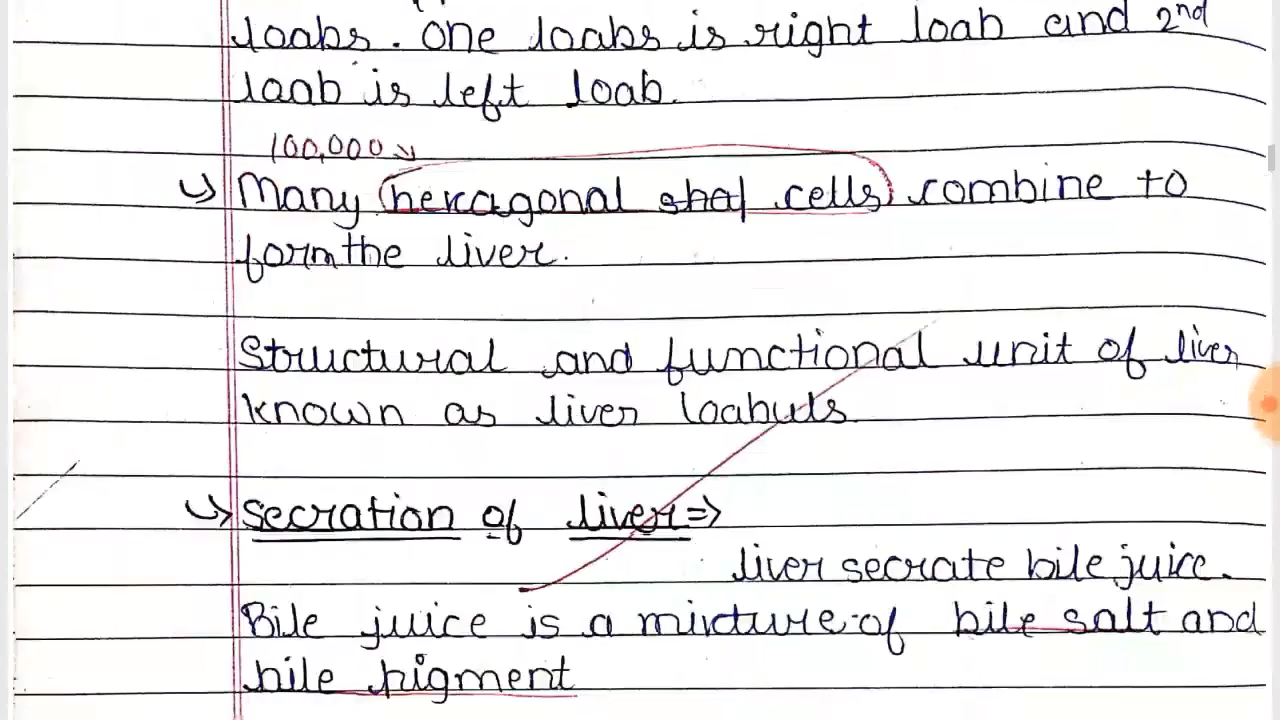 loabs. One loabs is right loab and 2nd
loab is left loab.
100,000
Many hexagonal shap cells combine to
form the liver.
Structural and functional unit of liver
known as liver loabuls
Secration of liver ⇒
liver secrate bile juice.
Bile juice is a mixture of bile salt and
bile pigment